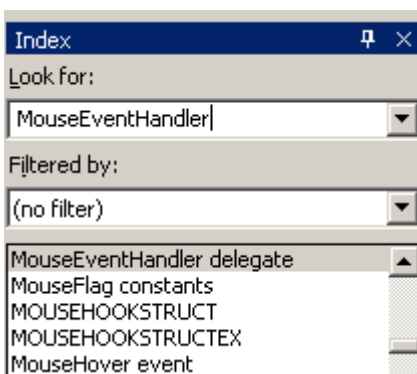 Index
Look for:
MouseEventHandler
Filtered by:
(no filter)
MouseEventHandler delegate
MouseFlag constants
MOUSEHOOKSTRUCT
MOUSEHOOKSTRUCTEX
MouseHover event